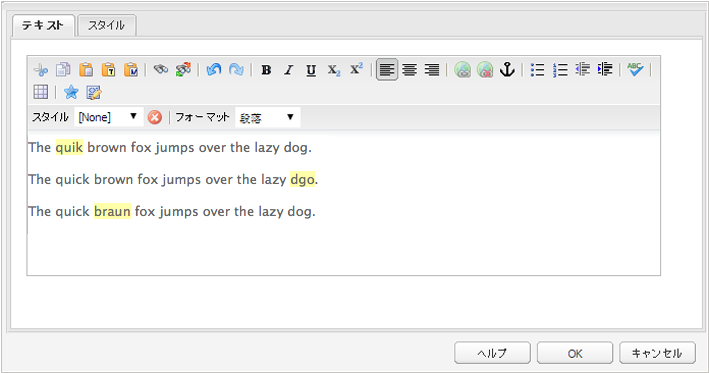 テキスト スタイル
B I U X₂ X² ABC
スタイル [None] フォーマット 段落
The quik brown fox jumps over the lazy dog.
The quick brown fox jumps over the lazy dgo.
The quick braun fox jumps over the lazy dog.
ヘルプ OK キャンセル